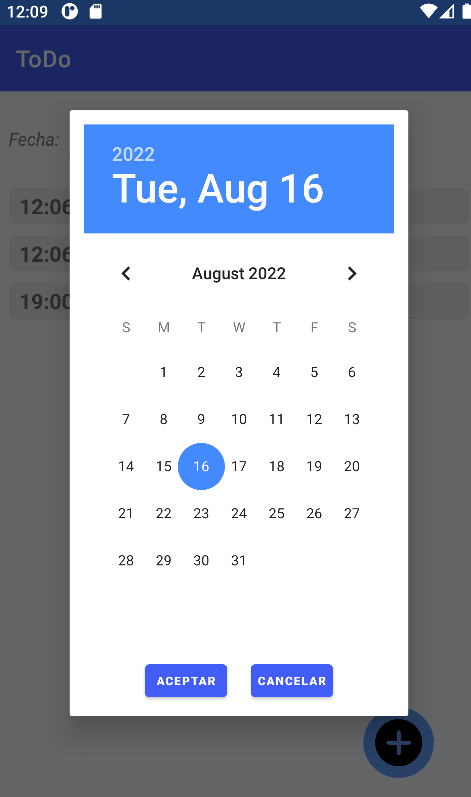 12:09
ToDo
Fecha:
2022
Tue, Aug 16
12:06
12:06
19:00
August 2022
S M T W T F S
1 2 3 4 5 6
7 8 9 10 11 12 13
14 15 16 17 18 19 20
21 22 23 24 25 26 27
28 29 30 31
ACEPTAR CANCELAR